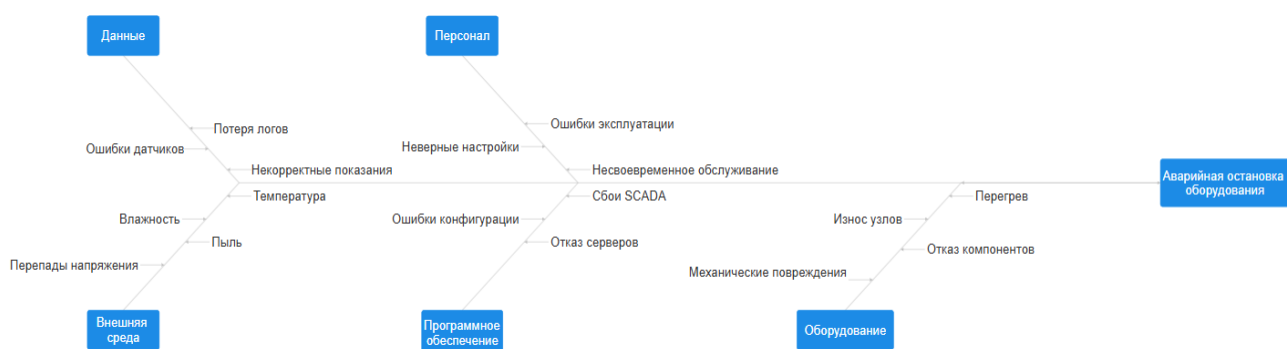 Данные
Персонал
Потеря логов
Ошибки эксплуатации
Ошибки датчиков
Неверные настройки
Некорректные показания
Несвоевременное обслуживание
Аварийная остановка
оборудования
Температура
Сбои SCADA
Перегрев
Влажность
Ошибки конфигурации
Износ узлов
Пыль
Отказ серверов
Отказ компонентов
Перепады напряжения
Механические повреждения
Внешняя
среда
Программное
обеспечение
Оборудование